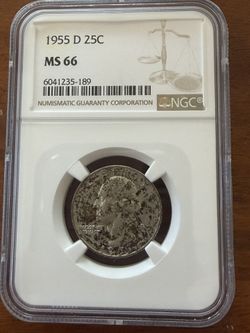 1955 D 25C
MS 66
6041235-189
NUMISMATIC GUARANTY CORPORATION
NGC®